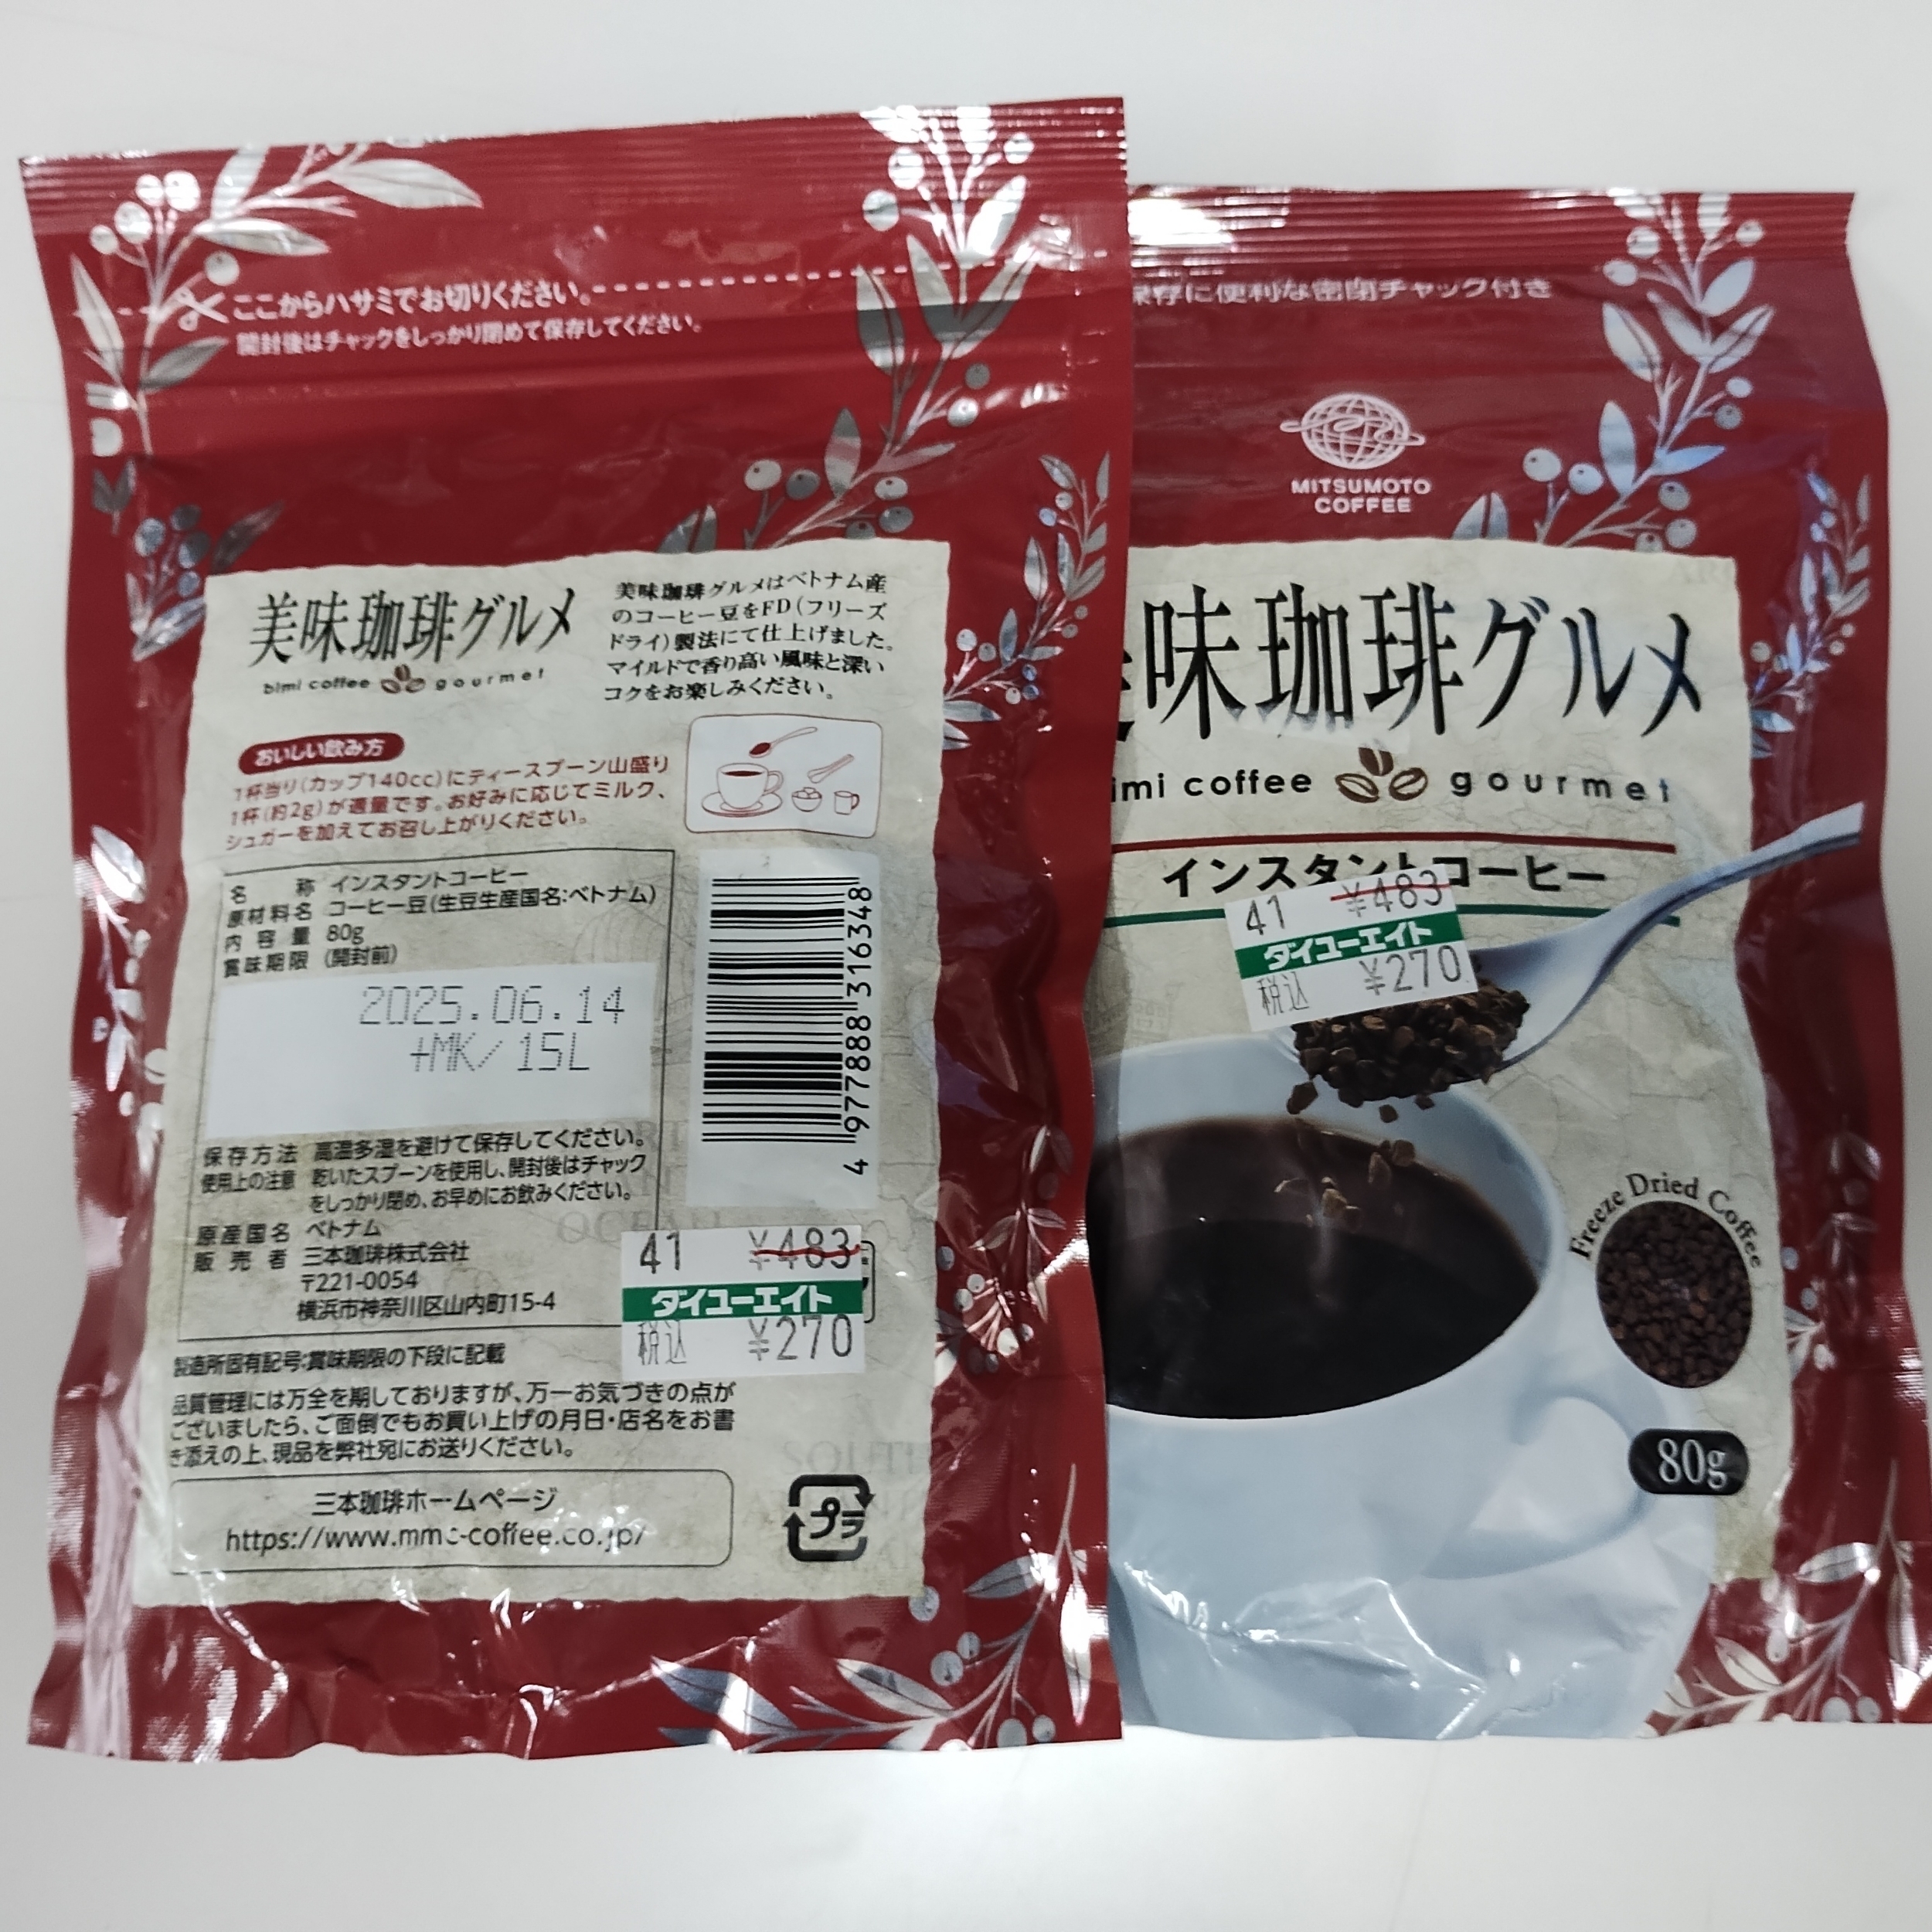 ここからハサミでお切りください。
開封後はチャックをしっかり閉めて保存してください。
美味珈琲グルメ
bimi coffee gourmet
美味珈琲グルメはベトナム産
のコーヒー豆をFD(フリーズ
ドライ)製法にて仕上げました。
マイルドで香り高い風味と深い
コクをお楽しみください。
おいしい飲み方
1杯当り(カップ140cc)にティースプーン山盛り
1杯(約2g)が適量です。お好みに応じてミルク、
シュガーを加えてお召し上がりください。
名称 インスタントコーヒー
原材料名 コーヒー豆(生豆生産国名:ベトナム)
内容量 80g
賞味期限 (開封前)
2025.06.14
+MK/15L
保存方法 高温多湿を避けて保存してください。
使用上の注意 乾いたスプーンを使用し、開封後はチャック
をしっかり閉め、お早めにお飲みください。
原産国名 ベトナム
販売者 三本珈琲株式会社
〒221-0054
横浜市神奈川区山内町15-4
製造所固有記号:賞味期限の下段に記載
品質管理には万全を期しておりますが、万一お気づきの点が
ございましたら、ご面倒でもお買い上げの月日・店名をお書
き添えの上、現品を弊社宛にお送りください。
三本珈琲ホームページ
https://www.mmc-coffee.co.jp/
4 977888 316348
41 ¥483
ダイユーエイト
税込 ¥270
プラ
保存に便利な密閉チャック付き
MITSUMOTO
COFFEE
味珈琲グルメ
imi coffee gourmet
インスタントコーヒー
41 ¥483
ダイユーエイト
税込 ¥270
Freeze Dried Coffee
80g